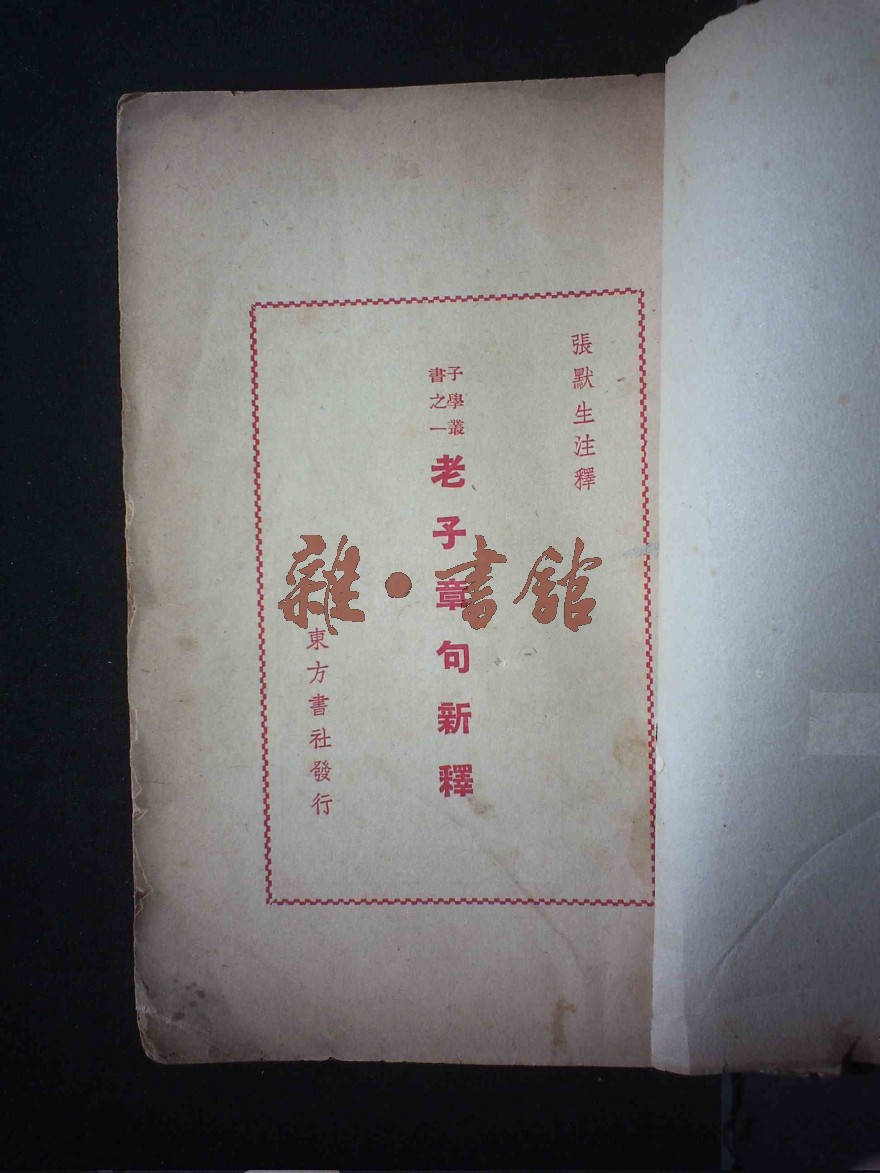 張默生注釋
子學叢
書之一
老子章句新釋
東方書社發行
雜·書館